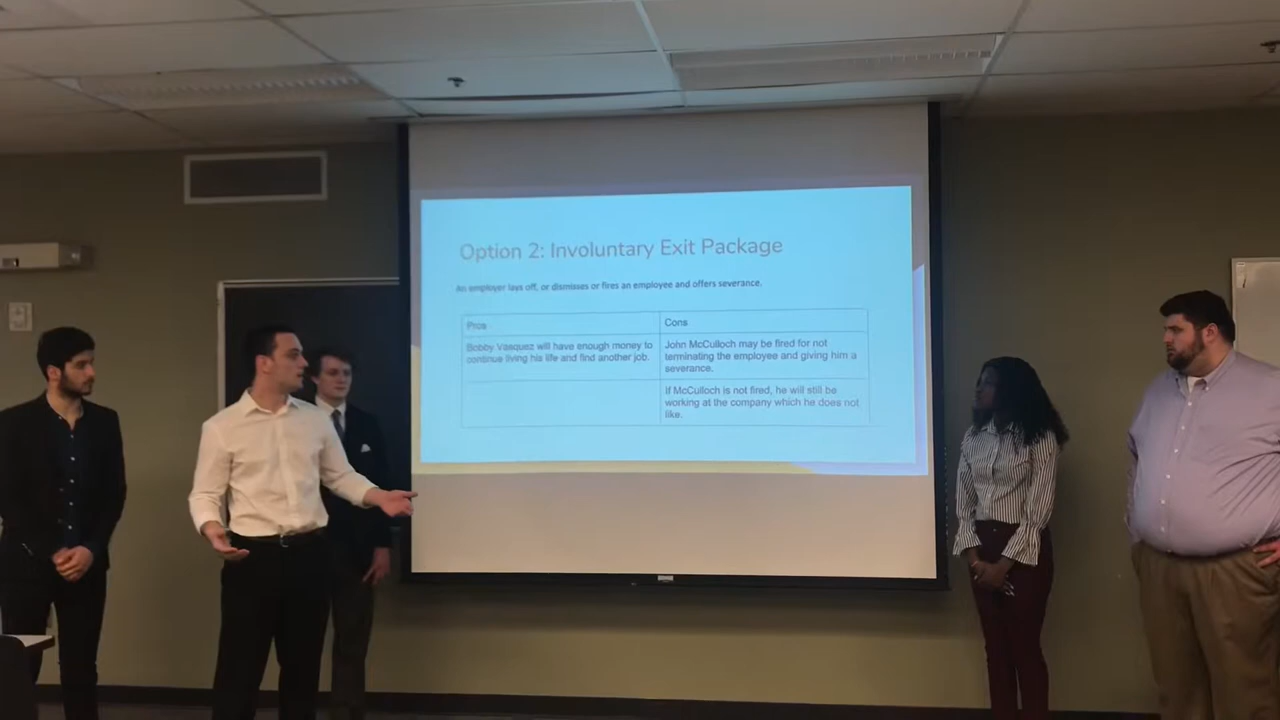 Option 2: Involuntary Exit Package
An employer lays off, or dismisses or fires an employee and offers severance.
Pros
Cons
Bobby Vasquez will have enough money to
continue living his life and find another job.
John McCulloch may be fired for not
terminating the employee and giving him a
severance.
If McCulloch is not fired, he will still be
working at the company which he does not
like.